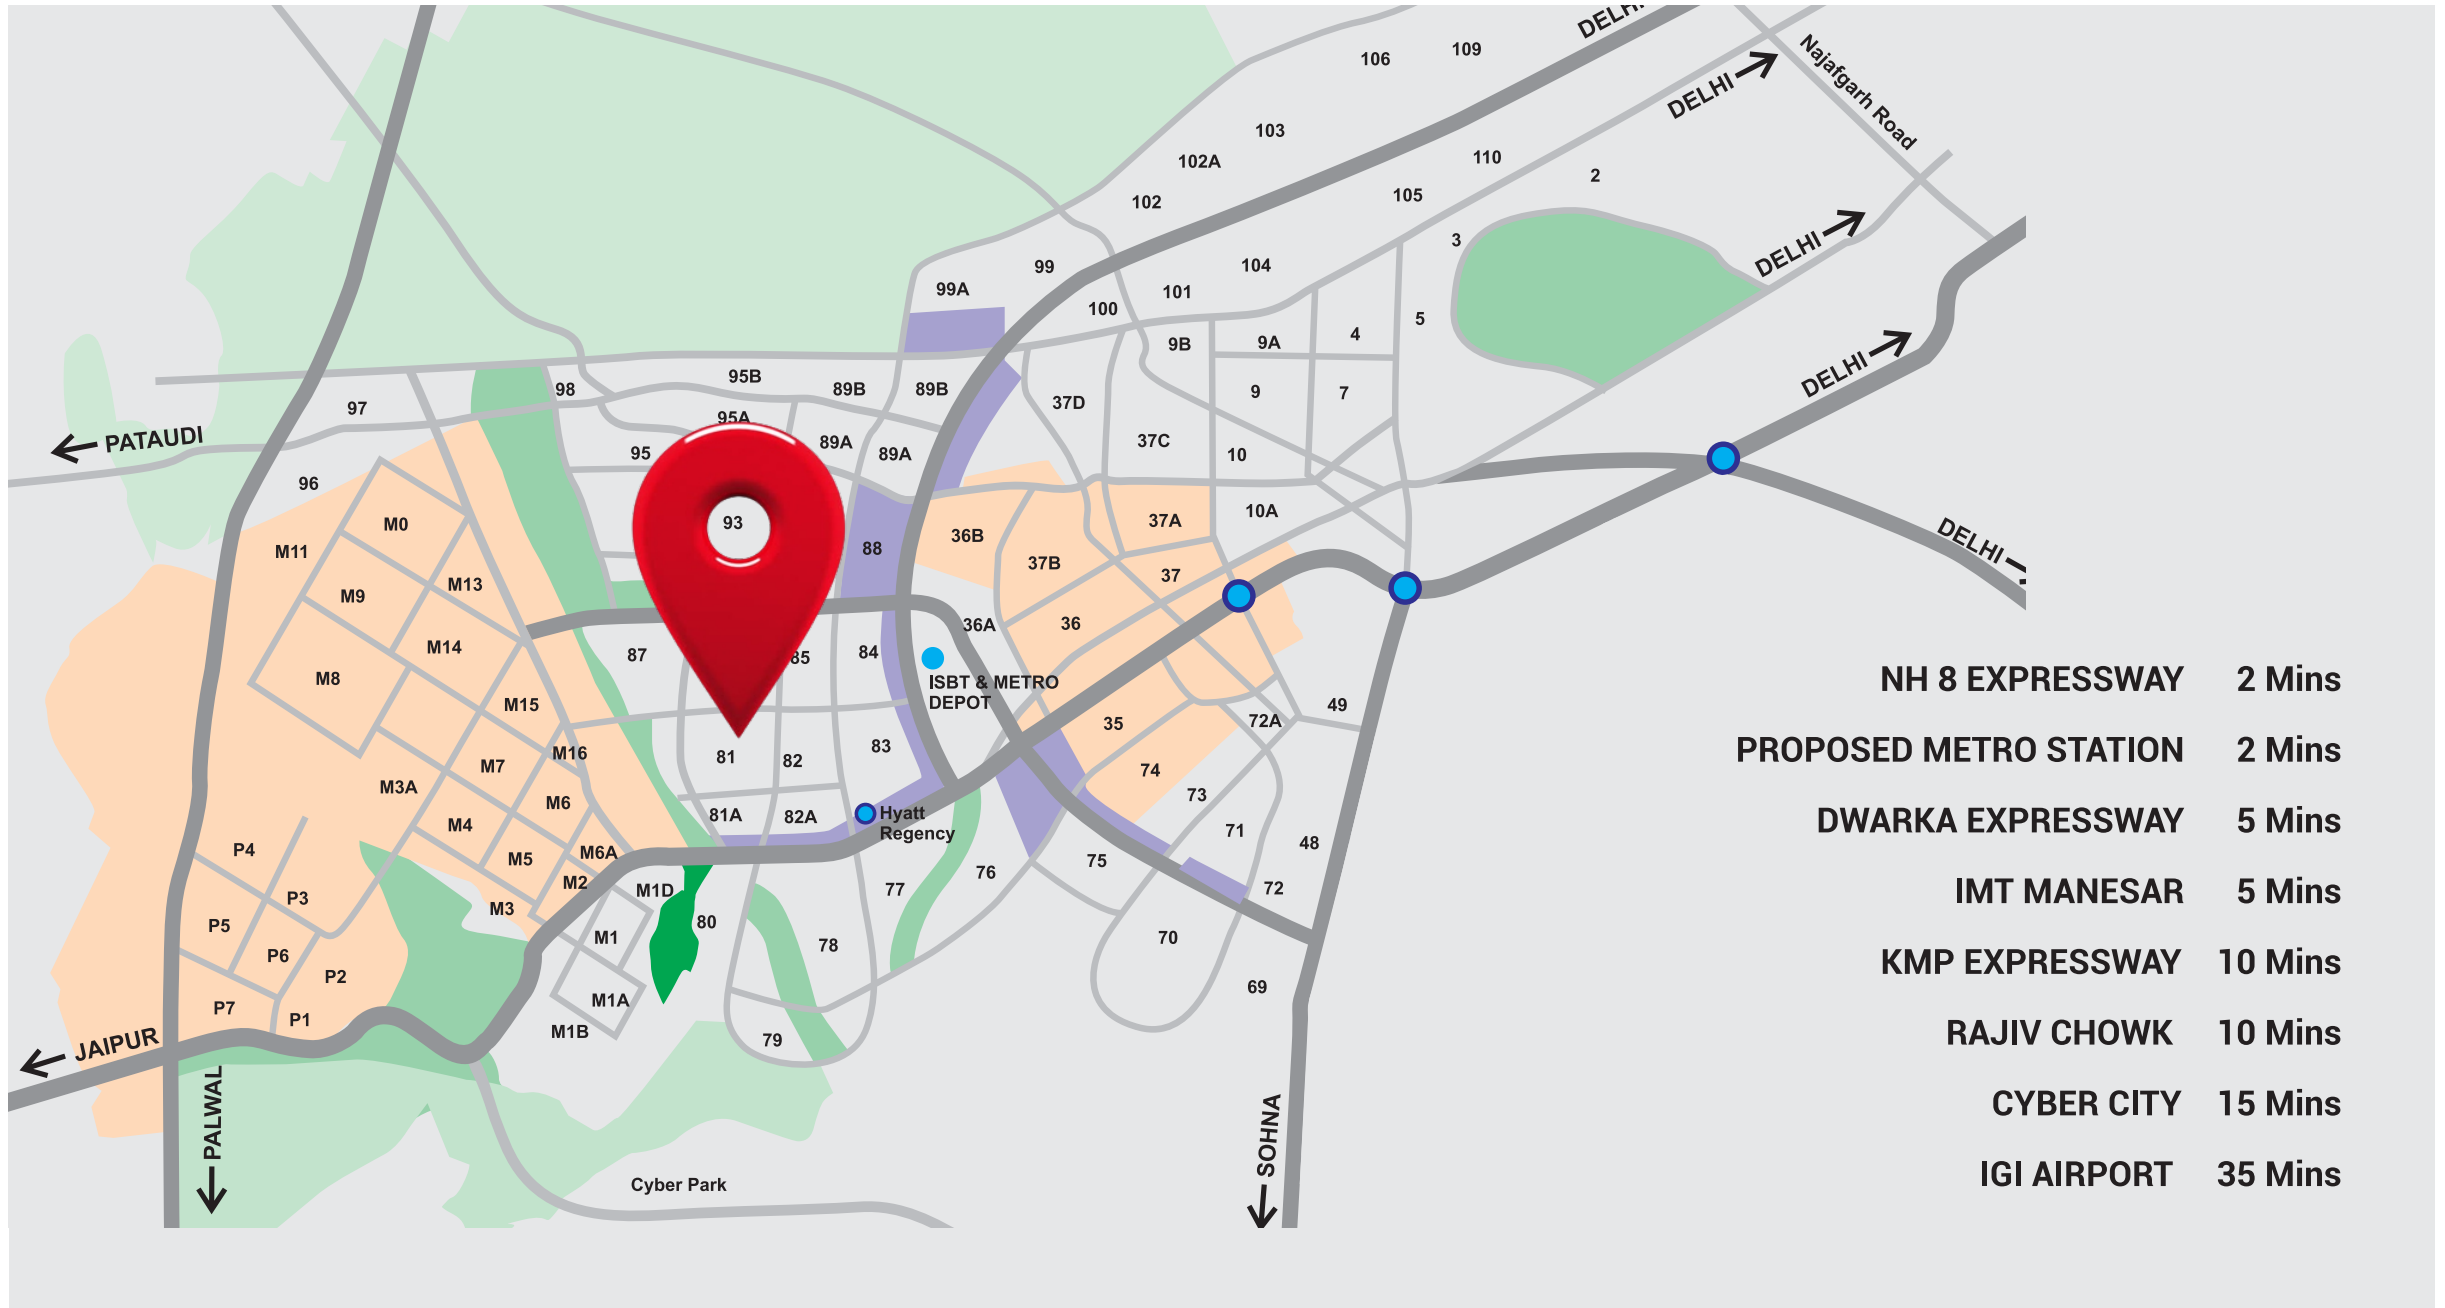 DELHI
106
109
Najafgarh Road
DELHI
103
102A
110
2
102
105
3
DELHI
99
104
99A
101
100
5
4
9B
9A
DELHI
95B
98
89B
89B
9
7
97
37D
95A
PATAUDI
37C
89A
89A
95
10
96
10A
M0
93
37A
36B
DELHI
M11
88
37B
37
M13
M9
36A
36
87
85
84
M14
M8
ISBT & METRO
DEPOT
M15
49
72A
35
83
M16
81
82
M7
74
M3A
73
M6
81A
82A
Hyatt
Regency
M4
71
48
P4
M6A
M5
75
76
M2
M1D
77
72
P3
M3
80
P5
M1
70
78
P6
P2
69
M1A
P7
P1
M1B
79
JAIPUR
PALWAL
SOHNA
Cyber Park
NH 8 EXPRESSWAY 2 Mins
PROPOSED METRO STATION 2 Mins
DWARKA EXPRESSWAY 5 Mins
IMT MANESAR 5 Mins
KMP EXPRESSWAY 10 Mins
RAJIV CHOWK 10 Mins
CYBER CITY 15 Mins
IGI AIRPORT 35 Mins